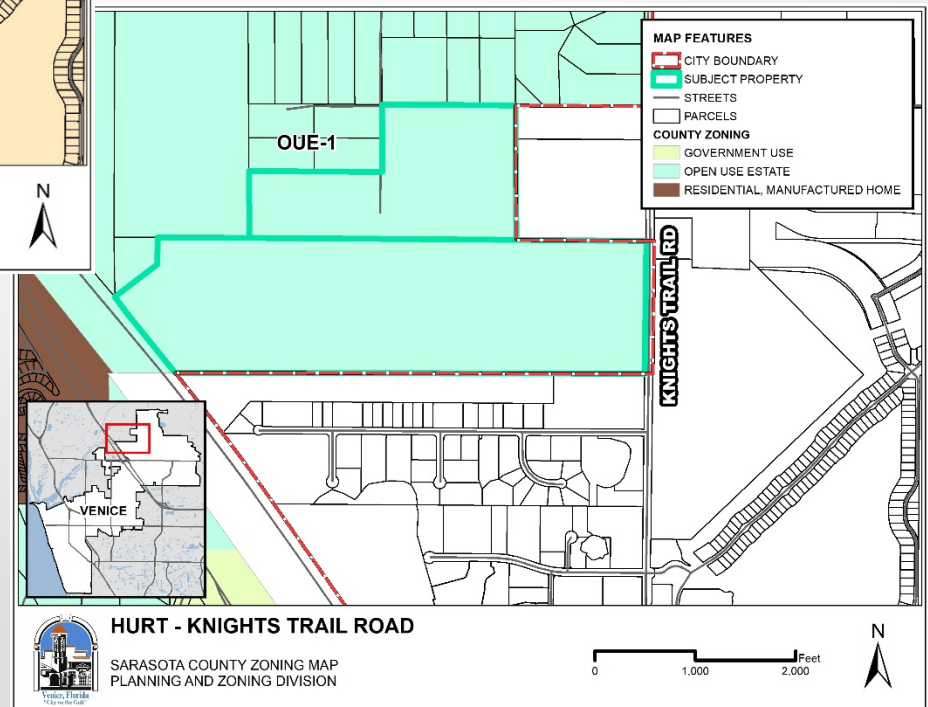 N
MAP FEATURES
CITY BOUNDARY
SUBJECT PROPERTY
STREETS
PARCELS
COUNTY ZONING
GOVERNMENT USE
OPEN USE ESTATE
RESIDENTIAL, MANUFACTURED HOME
OUE-1
KNIGHTS TRAIL RD
VENICE
HURT - KNIGHTS TRAIL ROAD
SARASOTA COUNTY ZONING MAP
PLANNING AND ZONING DIVISION
Venice, Florida
"City on the Gulf"
Feet
0 1,000 2,000
N